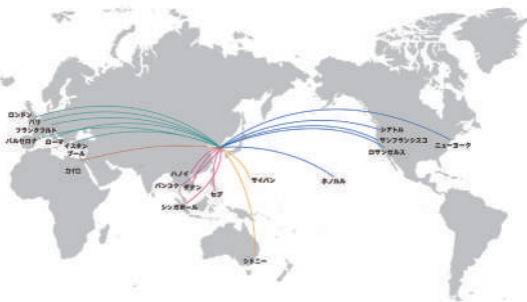 ロンドン
パリ
フランクフルト
バルセロナ
ローマ
イスタン
ブール
カイロ
ハノイ
バンコク
ダナン
セブ
シンガポール
サイパン
シドニー
ホノルル
シアトル
サンフランシスコ
ロサンゼルス
ニューヨーク